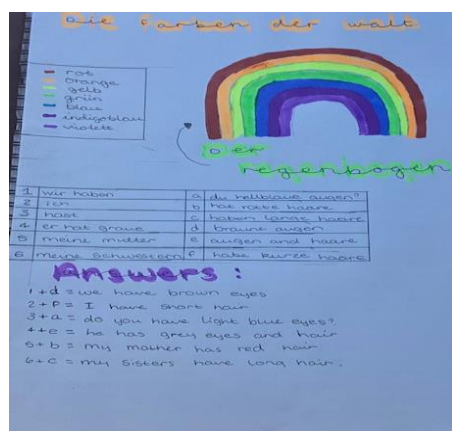 Die farben der walt
rot
orange
gelb
grün
blau
indigoblau
violett
Der
regenbogen
1 wir haben a du hellblaue augen?
2 ich b hat rote haare
3 hast c haben lange haare
4 er hat graue d braune augen
5 meine mutter e augen and haare
6 meine schwestern f habe kurze haare
Answers:
1+d = we have brown eyes
2+f = I have short hair
3+a = do you have light blue eyes?
4+e = he has grey eyes and hair
5+b = my mother has red hair
6+c = my sisters have long hair.